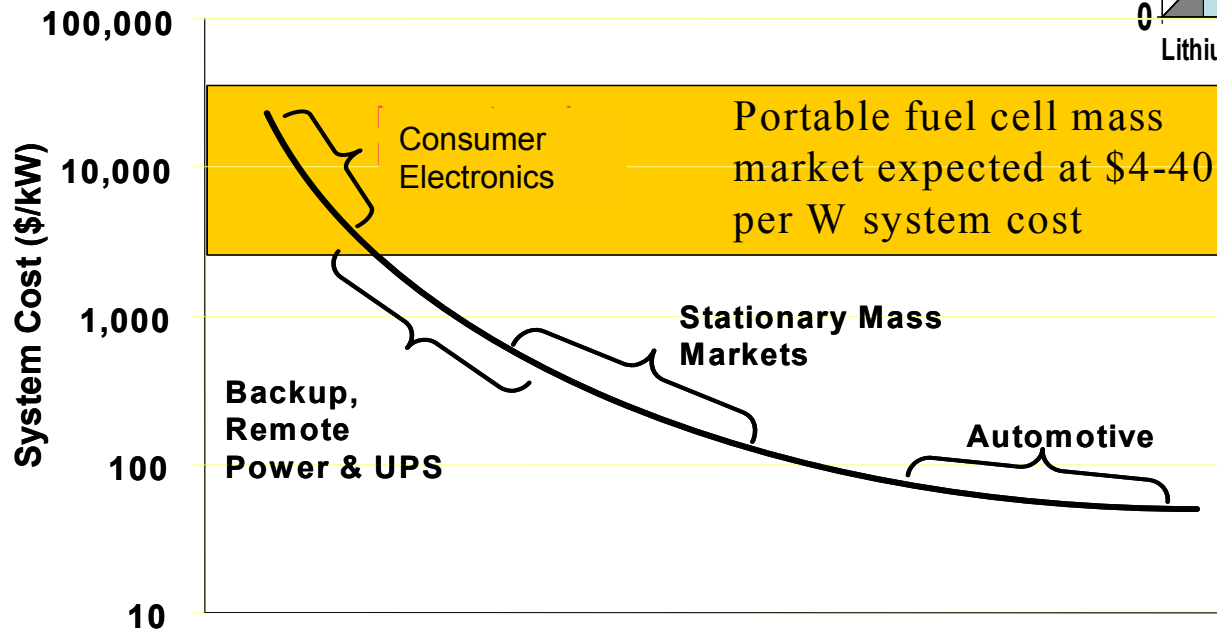 100,000
0
Consumer
Electronics
Portable fuel cell mass
market expected at $4-40
per W system cost
10,000
System Cost ($/kW)
1,000
Stationary Mass
Markets
Backup,
Remote
Power & UPS
Automotive
100
10